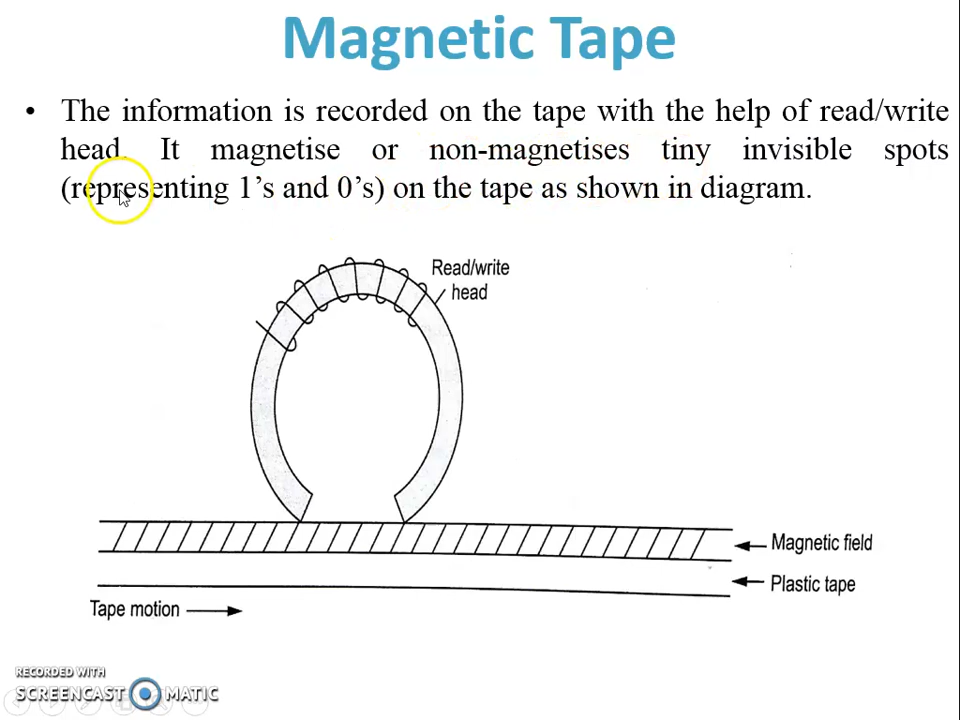 Magnetic Tape
• The information is recorded on the tape with the help of read/write
head. It magnetise or non-magnetises tiny invisible spots
(representing 1's and 0's) on the tape as shown in diagram.
Read/write
head
Magnetic field
Plastic tape
Tape motion
RECORDED WITH
SCREENCAST MATIC